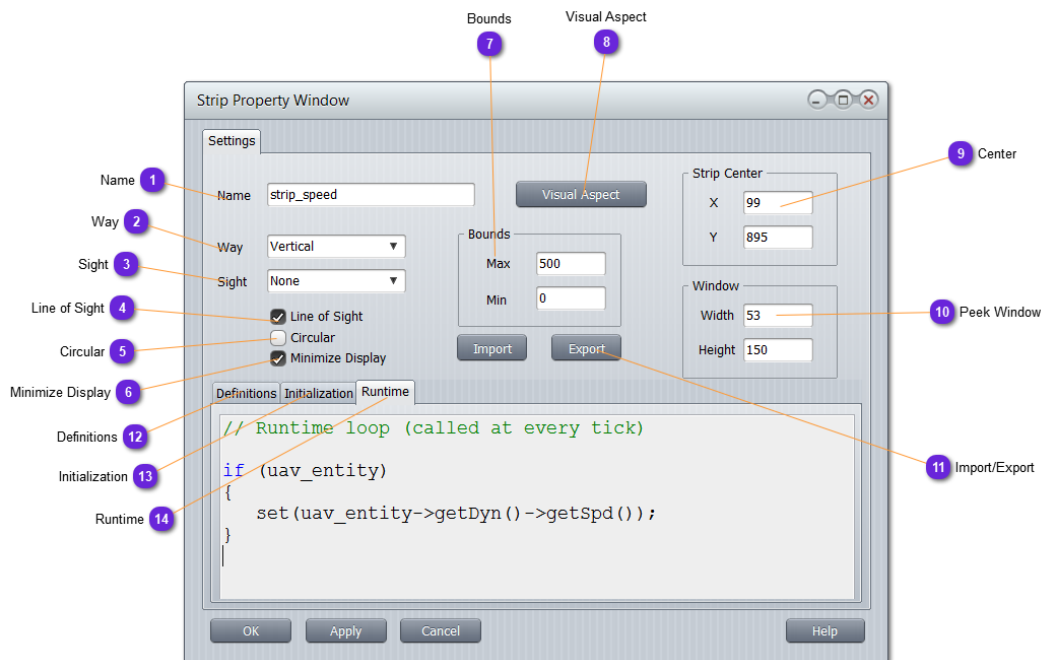 Bounds
Visual Aspect
7
8
Strip Property Window
Settings
9 Center
Name 1
Name strip_speed
Visual Aspect
Strip Center
X 99
Y 895
Way 2
Way Vertical
Bounds
Max 500
Min 0
Sight 3
Sight None
Window
Width 53
Height 150
10 Peek Window
Line of Sight 4
Line of Sight
Circular 5
Circular
Minimize Display 6
Minimize Display
Import
Export
11 Import/Export
Definitions Initialization Runtime
Definitions 12
Initialization 13
Runtime 14
// Runtime loop (called at every tick)
if (uav_entity)
{
set(uav_entity->getDyn()->getSpd());
}
OK
Apply
Cancel
Help